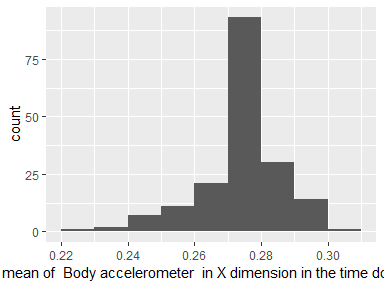 75
50
25
0
count
0.22 0.24 0.26 0.28 0.30
mean of  Body accelerometer  in X dimension in the time do